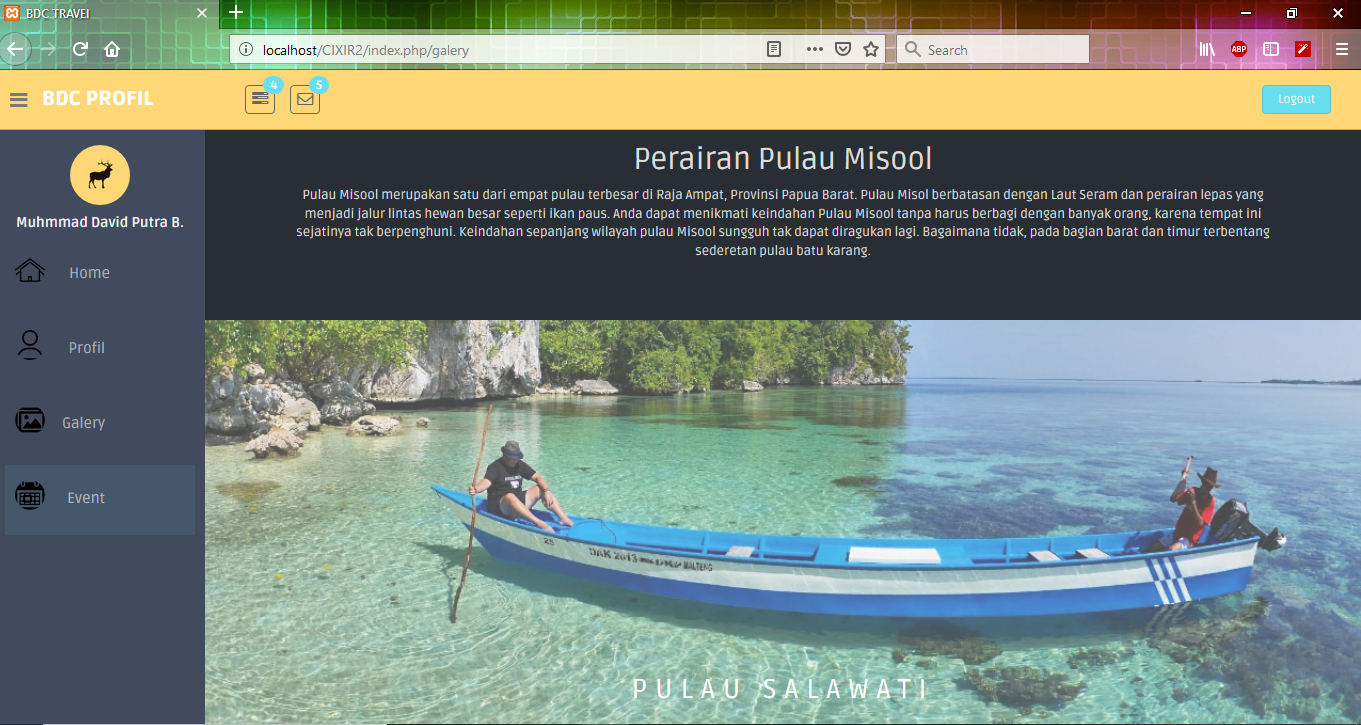 BDC TRAVEl
localhost/CIXIR2/index.php/galery
Search
ABP
BDC PROFIL
4
5
Logout
Muhmmad David Putra B.
Home
Profil
Galery
Event
Perairan Pulau Misool
Pulau Misool merupakan satu dari empat pulau terbesar di Raja Ampat, Provinsi Papua Barat. Pulau Misol berbatasan dengan Laut Seram dan perairan lepas yang
menjadi jalur lintas hewan besar seperti ikan paus. Anda dapat menikmati keindahan Pulau Misool tanpa harus berbagi dengan banyak orang, karena tempat ini
sejatinya tak berpenghuni. Keindahan sepanjang wilayah pulau Misool sungguh tak dapat diragukan lagi. Bagaimana tidak, pada bagian barat dan timur terbentang
sederetan pulau batu karang.
25
DAK 2013
MALTENG
PULAU SALAWATI